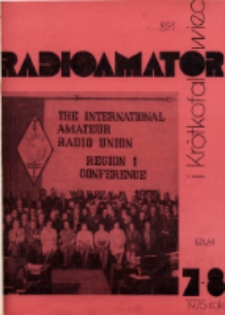 RADIOAMATOR
i Krótkofalowiec
THE INTERNATIONAL
AMATEUR
RADIO UNION
REGION 1
CONFERENCE
7-8
1975 rok